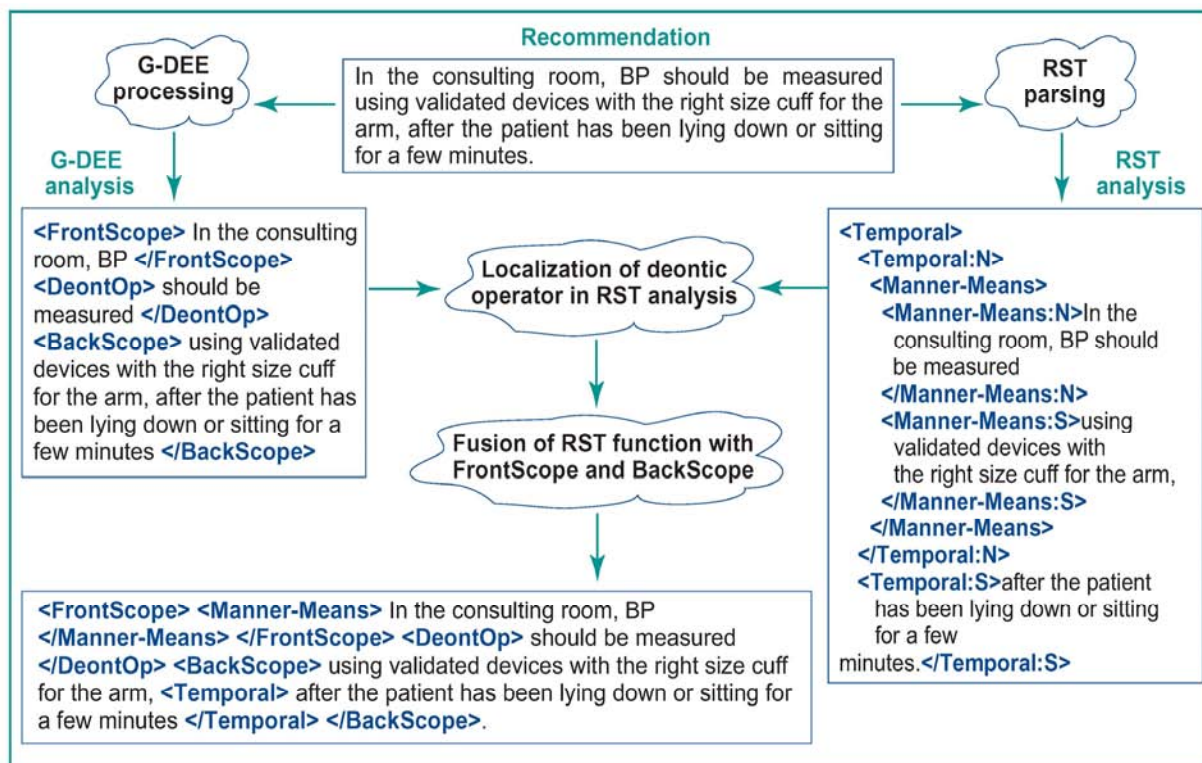 Recommendation
G-DEE
processing
In the consulting room, BP should be measured
using validated devices with the right size cuff for the
arm, after the patient has been lying down or sitting
for a few minutes.
RST
parsing
G-DEE
analysis
RST
analysis
<FrontScope> In the consulting
room, BP </FrontScope>
<DeontOp> should be
measured </DeontOp>
<BackScope> using validated
devices with the right size cuff
for the arm, after the patient has
been lying down or sitting for a
few minutes </BackScope>
Localization of deontic
operator in RST analysis
Fusion of RST function with
FrontScope and BackScope
<Temporal>
<Temporal:N>
<Manner-Means>
<Manner-Means:N>In the
consulting room, BP should
be measured
</Manner-Means:N>
<Manner-Means:S>using
validated devices with
the right size cuff for the arm,
</Manner-Means:S>
</Manner-Means>
</Temporal:N>
<Temporal:S>after the patient
has been lying down or sitting
for a few
minutes.</Temporal:S>
<FrontScope> <Manner-Means> In the consulting room, BP
</Manner-Means> </FrontScope> <DeontOp> should be measured
</DeontOp> <BackScope> using validated devices with the right size cuff
for the arm, <Temporal> after the patient has been lying down or sitting for
a few minutes </Temporal> </BackScope>.